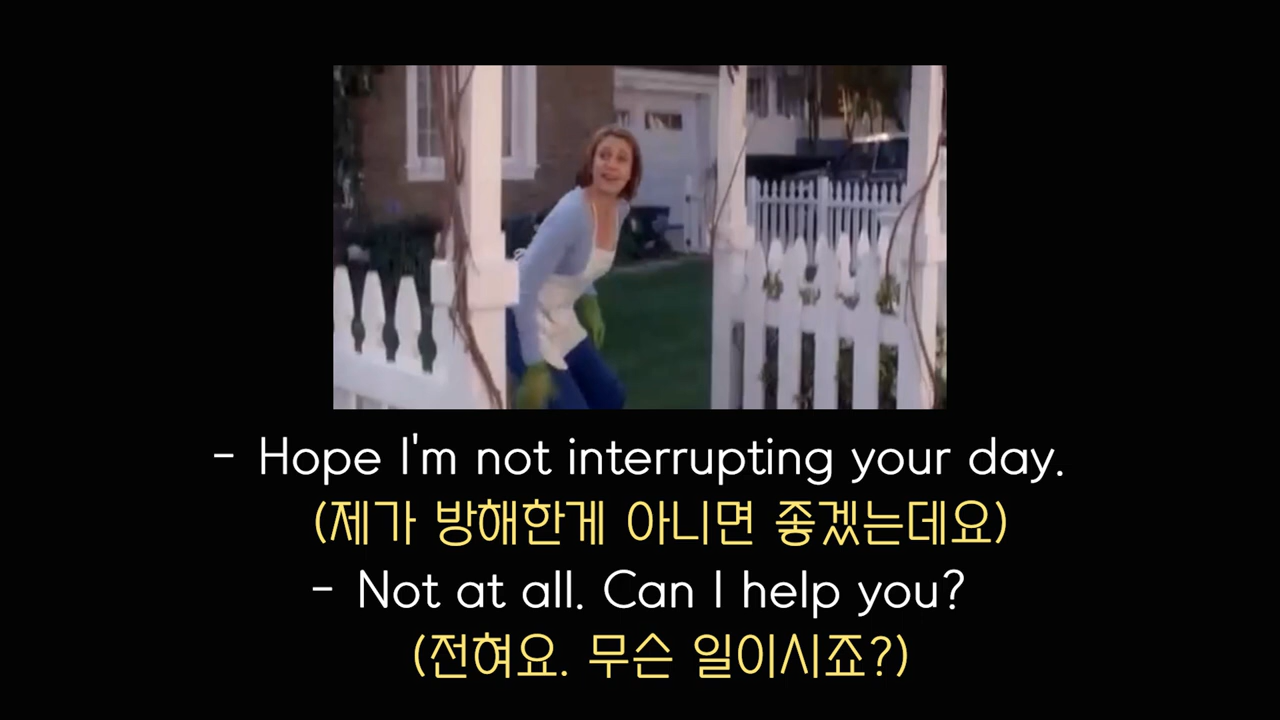 - Hope I'm not interrupting your day.
(제가 방해한게 아니면 좋겠는데요)
- Not at all. Can I help you?
(전혀요. 무슨 일이시죠?)